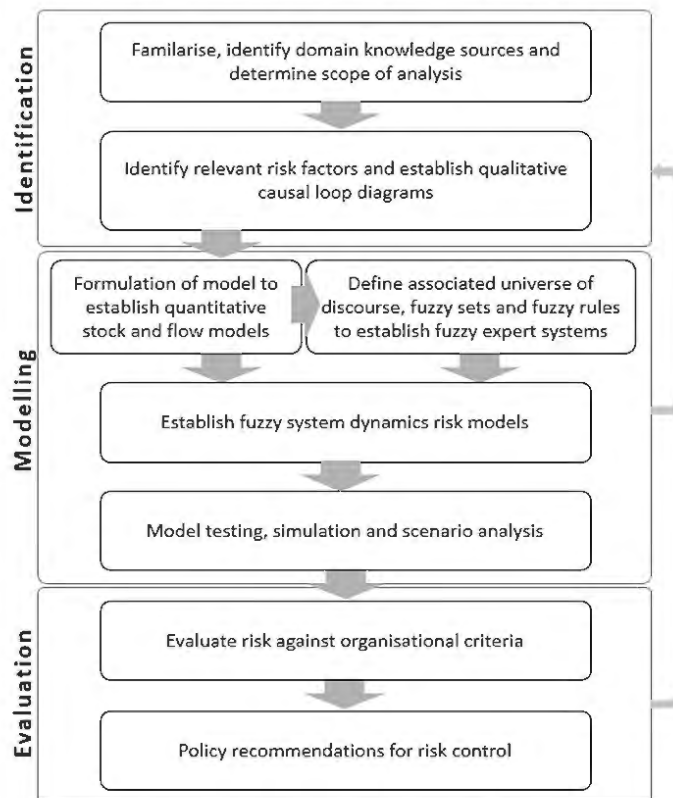 Identification
Familarise, identify domain knowledge sources and
determine scope of analysis
Identify relevant risk factors and establish qualitative
causal loop diagrams
Modelling
Formulation of model to
establish quantitative
stock and flow models
Define associated universe of
discourse, fuzzy sets and fuzzy rules
to establish fuzzy expert systems
Establish fuzzy system dynamics risk models
Model testing, simulation and scenario analysis
Evaluation
Evaluate risk against organisational criteria
Policy recommendations for risk control